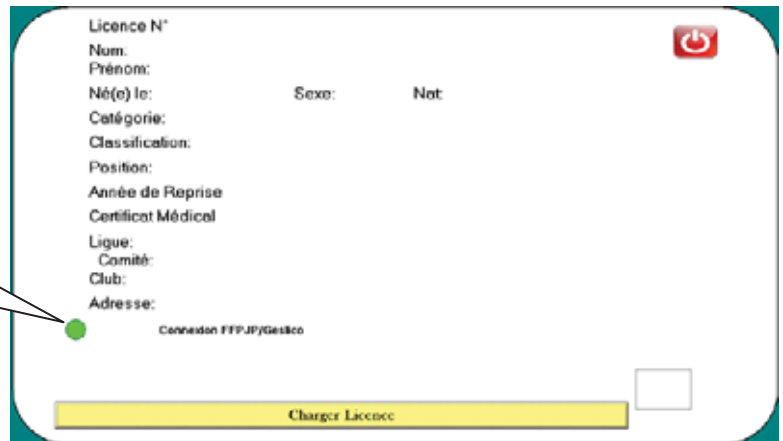 Licence N°
Nom:
Prénom:
Né(e) le: Sexe: Nat:
Catégorie:
Classification:
Position:
Année de Reprise
Certificat Médical
Ligue:
Comité:
Club:
Adresse:
Connexion FFPJP/Geslico
Charger Licence